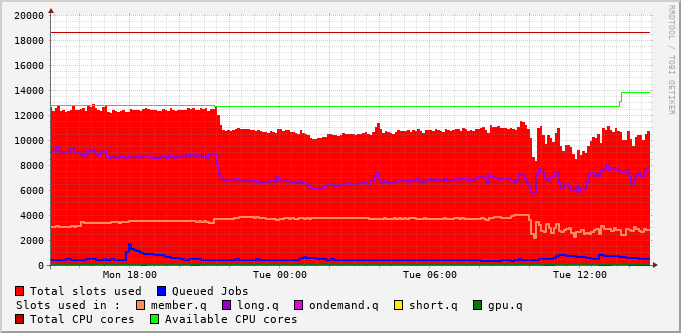 20000
18000
16000
14000
12000
10000
8000
6000
4000
2000
0
Mon 18:00 Tue 00:00 Tue 06:00 Tue 12:00
RRDTOOL / TOBI OETIKER
Total slots used Queued Jobs
Slots used in : member.q long.q ondemand.q short.q gpu.q
Total CPU cores Available CPU cores